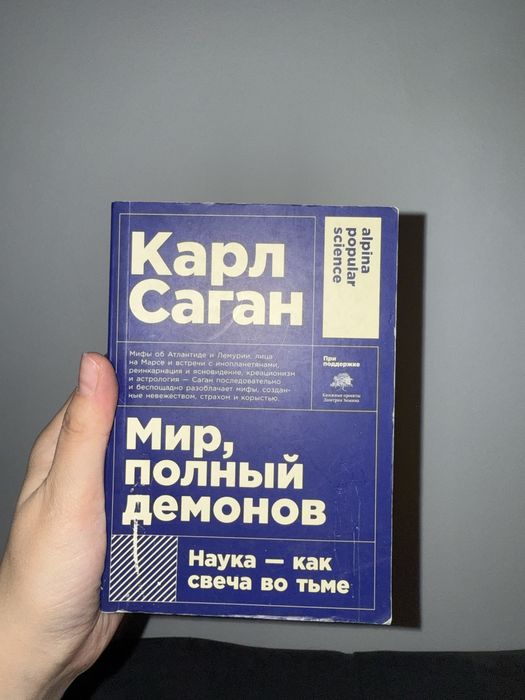 Карл
Саган
alpina
popular
science
Мифы об Атлантиде и Лемурии, лица
на Марсе и встречи с инопланетянами,
реинкарнация и ясновидение, креационизм
и астрология — Саган последовательно
и беспощадно разоблачает мифы, создан-
ные невежеством, страхом и корыстью.
При
поддержке
Книжные проекты
Дмитрия Зимина
Мир,
полный
демонов
Наука — как
свеча во тьме